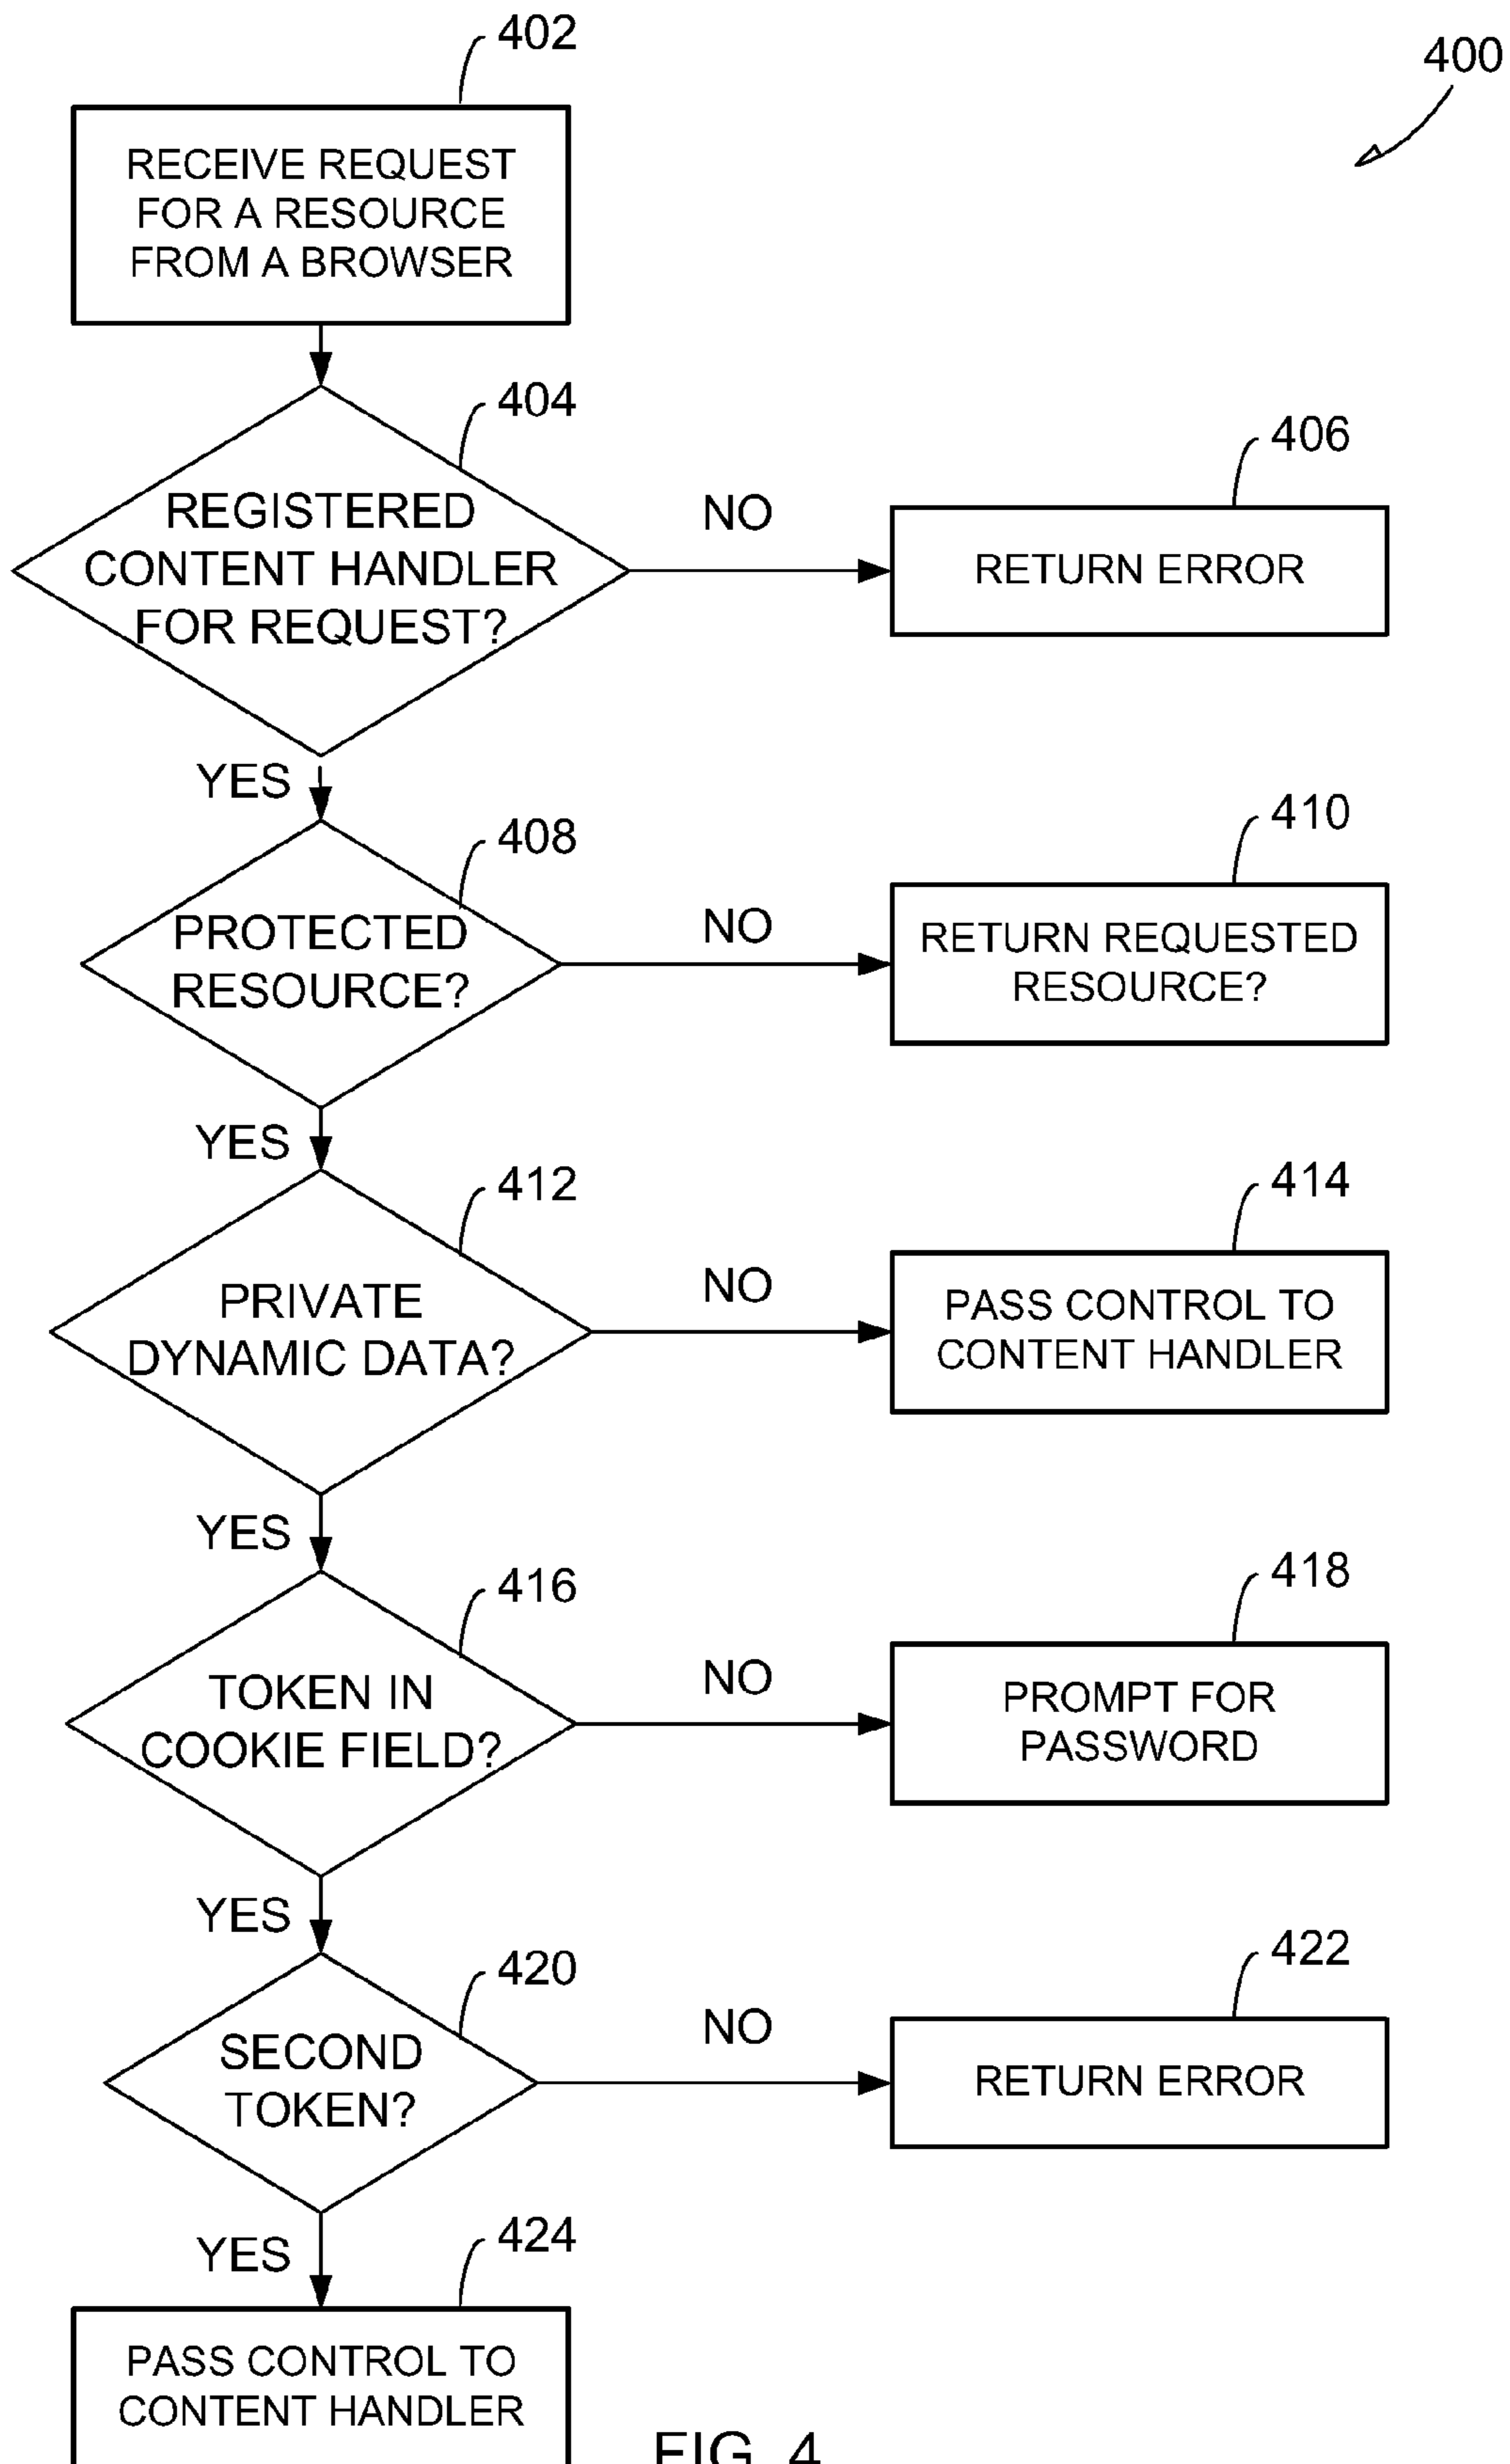 402
400
RECEIVE REQUEST
FOR A RESOURCE
FROM A BROWSER
404
REGISTERED
CONTENT HANDLER
FOR REQUEST?
NO
406
RETURN ERROR
YES
408
PROTECTED
RESOURCE?
NO
410
RETURN REQUESTED
RESOURCE?
YES
412
PRIVATE
DYNAMIC DATA?
NO
414
PASS CONTROL TO
CONTENT HANDLER
YES
416
TOKEN IN
COOKIE FIELD?
NO
418
PROMPT FOR
PASSWORD
YES
420
SECOND
TOKEN?
NO
422
RETURN ERROR
YES
424
PASS CONTROL TO
CONTENT HANDLER
FIG. 4